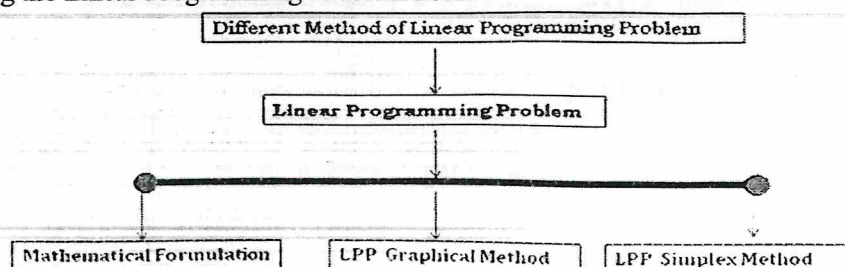 Different Method of Linear Programming Problem
Linear Programming Problem
Mathematical Formulation
LPP Graphical Method
LPP Simplex Method